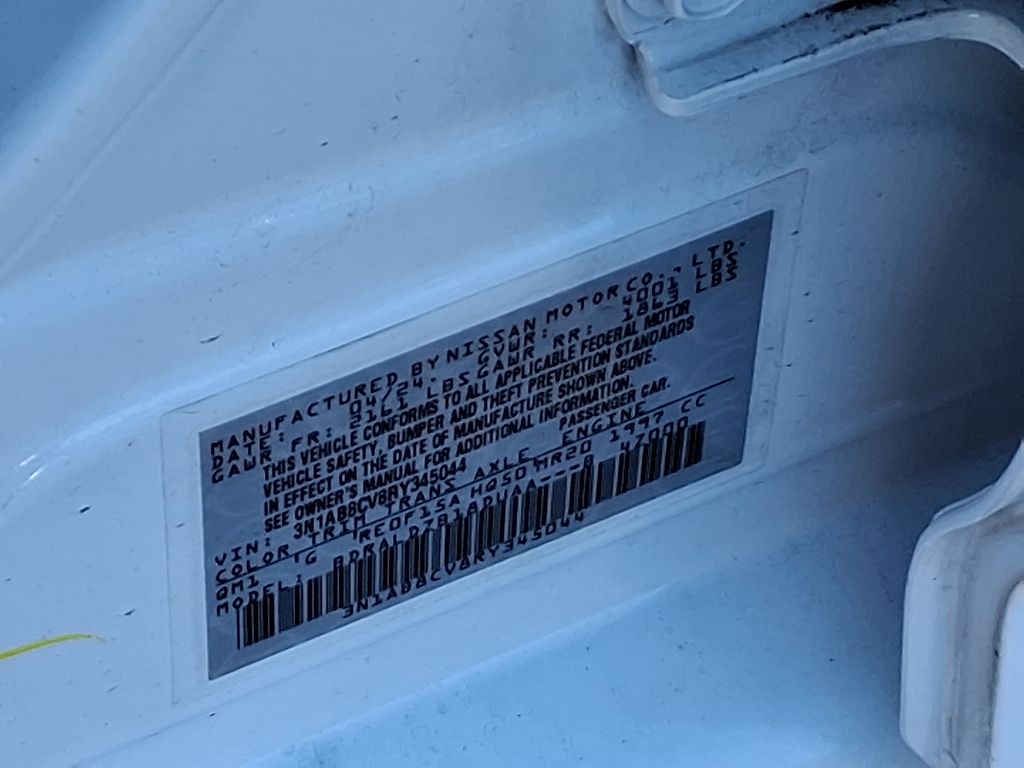 MANUFACTURED BY NISSAN MOTOR CO., LTD.
DATE: 04/24 GVWR: 4001 LBS
GAWR FR: 2161 LBS GAWR RR: 1863 LBS
THIS VEHICLE CONFORMS TO ALL APPLICABLE FEDERAL MOTOR
VEHICLE SAFETY, BUMPER AND THEFT PREVENTION STANDARDS
IN EFFECT ON THE DATE OF MANUFACTURE SHOWN ABOVE.
SEE OWNER'S MANUAL FOR ADDITIONAL INFORMATION.
VIN: 3N1AB8CV8RY345044 PASSENGER CAR.
COLOR TRIM TRANS AXLE ENGINE
QM1 G RE0F15A HQ50 MR20 1997 CC
MODEL: 47000
3N1AB8CV8RY345044